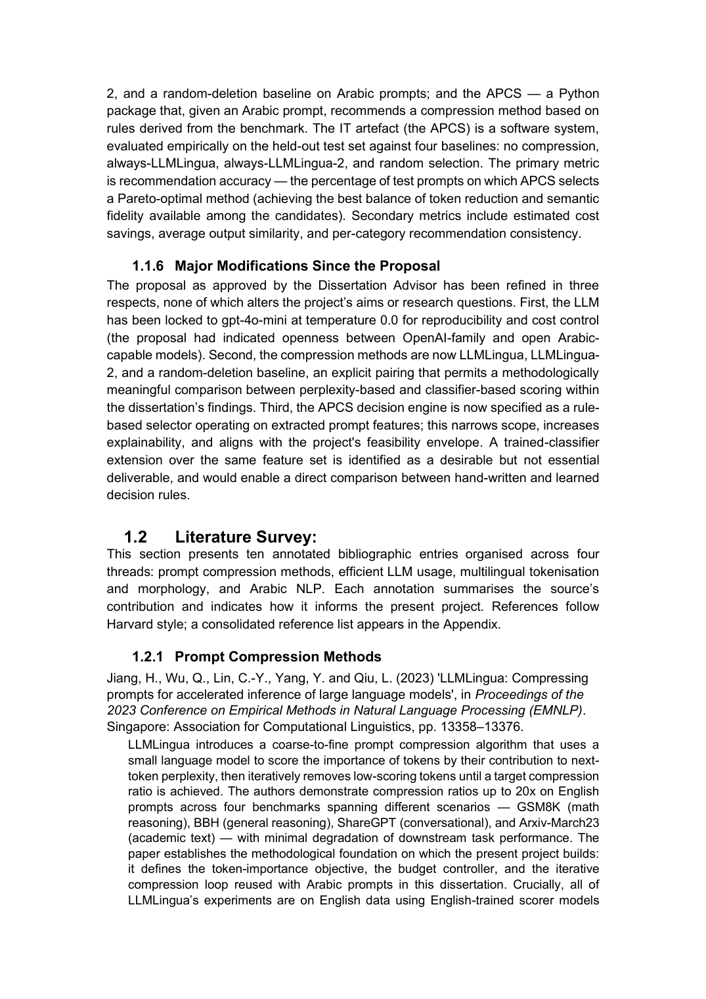 2, and a random-deletion baseline on Arabic prompts; and the APCS — a Python
package that, given an Arabic prompt, recommends a compression method based on
rules derived from the benchmark. The IT artefact (the APCS) is a software system,
evaluated empirically on the held-out test set against four baselines: no compression,
always-LLMLingua, always-LLMLingua-2, and random selection. The primary metric
is recommendation accuracy — the percentage of test prompts on which APCS selects
a Pareto-optimal method (achieving the best balance of token reduction and semantic
fidelity available among the candidates). Secondary metrics include estimated cost
savings, average output similarity, and per-category recommendation consistency.
1.1.6 Major Modifications Since the Proposal
The proposal as approved by the Dissertation Advisor has been refined in three
respects, none of which alters the project’s aims or research questions. First, the LLM
has been locked to gpt-4o-mini at temperature 0.0 for reproducibility and cost control
(the proposal had indicated openness between OpenAI-family and open Arabic-
capable models). Second, the compression methods are now LLMLingua, LLMLingua-
2, and a random-deletion baseline, an explicit pairing that permits a methodologically
meaningful comparison between perplexity-based and classifier-based scoring within
the dissertation’s findings. Third, the APCS decision engine is now specified as a rule-
based selector operating on extracted prompt features; this narrows scope, increases
explainability, and aligns with the project's feasibility envelope. A trained-classifier
extension over the same feature set is identified as a desirable but not essential
deliverable, and would enable a direct comparison between hand-written and learned
decision rules.
1.2 Literature Survey:
This section presents ten annotated bibliographic entries organised across four
threads: prompt compression methods, efficient LLM usage, multilingual tokenisation
and morphology, and Arabic NLP. Each annotation summarises the source’s
contribution and indicates how it informs the present project. References follow
Harvard style; a consolidated reference list appears in the Appendix.
1.2.1 Prompt Compression Methods
Jiang, H., Wu, Q., Lin, C.-Y., Yang, Y. and Qiu, L. (2023) 'LLMLingua: Compressing
prompts for accelerated inference of large language models', in Proceedings of the
2023 Conference on Empirical Methods in Natural Language Processing (EMNLP).
Singapore: Association for Computational Linguistics, pp. 13358–13376.
LLMLingua introduces a coarse-to-fine prompt compression algorithm that uses a
small language model to score the importance of tokens by their contribution to next-
token perplexity, then iteratively removes low-scoring tokens until a target compression
ratio is achieved. The authors demonstrate compression ratios up to 20x on English
prompts across four benchmarks spanning different scenarios — GSM8K (math
reasoning), BBH (general reasoning), ShareGPT (conversational), and Arxiv-March23
(academic text) — with minimal degradation of downstream task performance. The
paper establishes the methodological foundation on which the present project builds:
it defines the token-importance objective, the budget controller, and the iterative
compression loop reused with Arabic prompts in this dissertation. Crucially, all of
LLMLingua’s experiments are on English data using English-trained scorer models